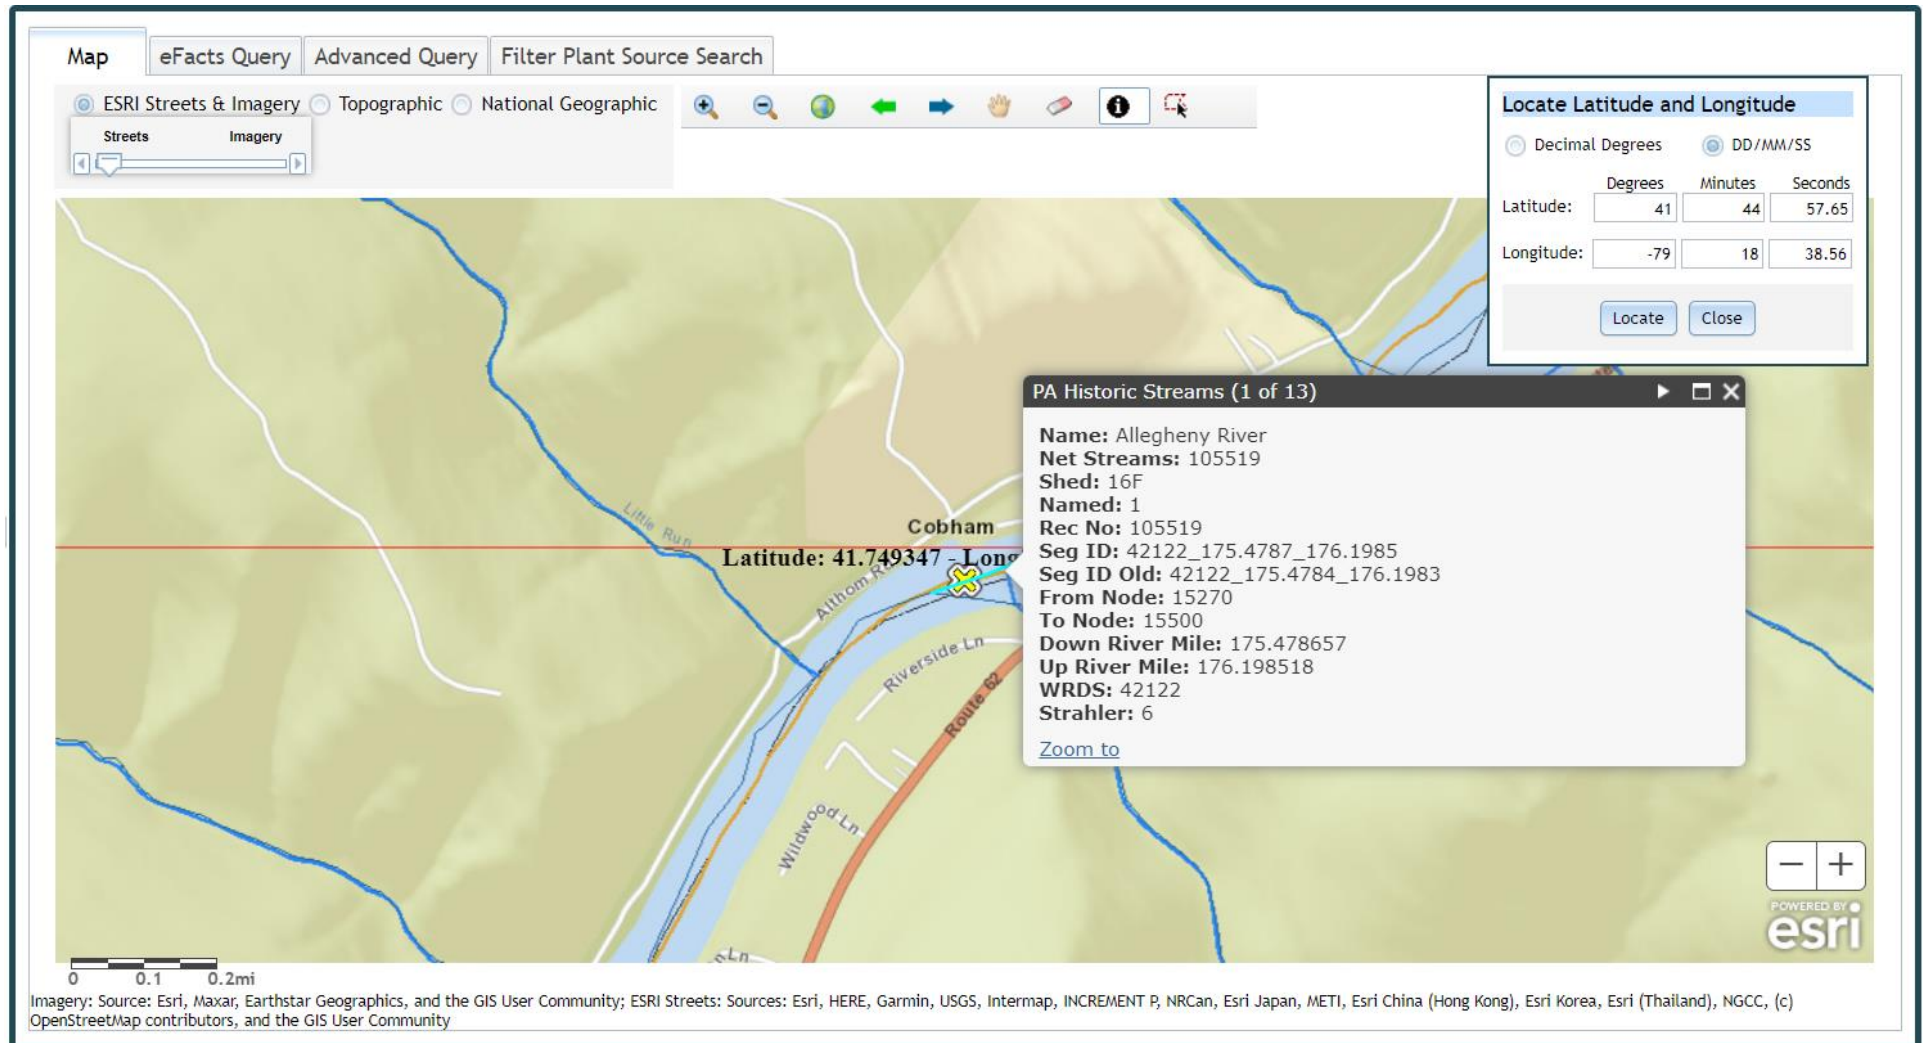 Map
eFacts Query
Advanced Query
Filter Plant Source Search
ESRI Streets & Imagery
Topographic
National Geographic
Streets
Imagery
Locate Latitude and Longitude
Decimal Degrees
DD/MM/SS
Degrees Minutes Seconds
Latitude: 41 44 57.65
Longitude: -79 18 38.56
Locate
Close
PA Historic Streams (1 of 13)
Name: Allegheny River
Net Streams: 105519
Shed: 16F
Named: 1
Rec No: 105519
Seg ID: 42122_175.4787_176.1985
Seg ID Old: 42122_175.4784_176.1983
From Node: 15270
To Node: 15500
Down River Mile: 175.478657
Up River Mile: 176.198518
WRDS: 42122
Strahler: 6
Zoom to
Little Run
Cobham
Latitude: 41.749347 - Long
Althom
Riverside Ln
Route 62
Wildwood Ln
Ln
POWERED BY
esri
0 0.1 0.2mi
Imagery: Source: Esri, Maxar, Earthstar Geographics, and the GIS User Community; ESRI Streets: Sources: Esri, HERE, Garmin, USGS, Intermap, INCREMENT P, NRCan, Esri Japan, METI, Esri China (Hong Kong), Esri Korea, Esri (Thailand), NGCC, (c)
OpenStreetMap contributors, and the GIS User Community